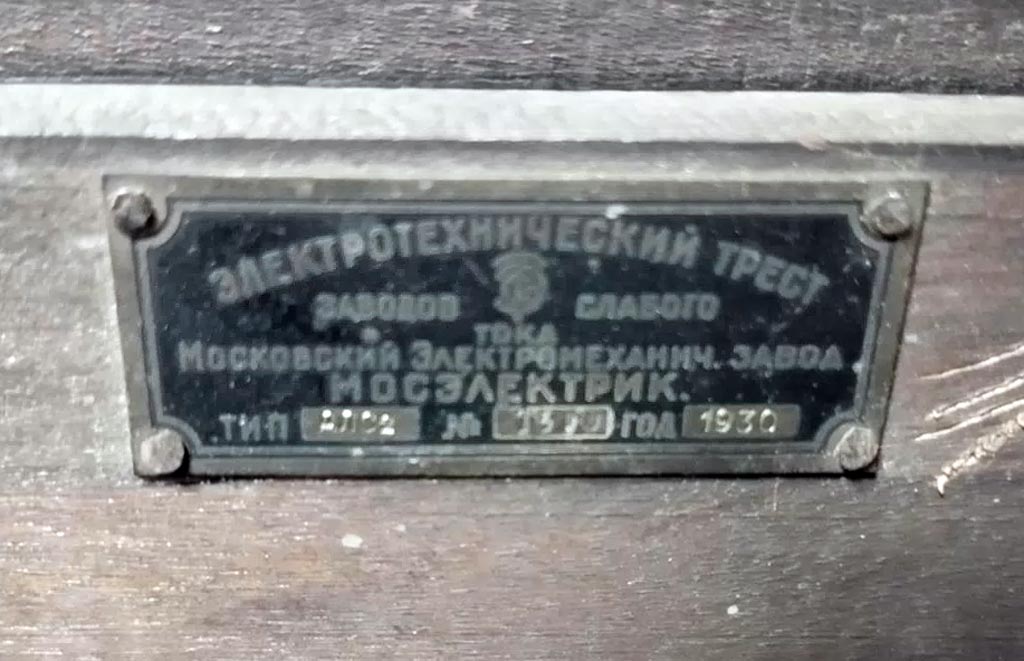 ЭЛЕКТРОТЕХНИЧЕСКИЙ ТРЕСТ
ЗАВОДОВ СЛАБОГО
ТОКА
МОСКОВСКИЙ ЭЛЕКТРОМЕХАНИЧ. ЗАВОД
МОСЭЛЕКТРИК.
ТИП № ГОД 1930